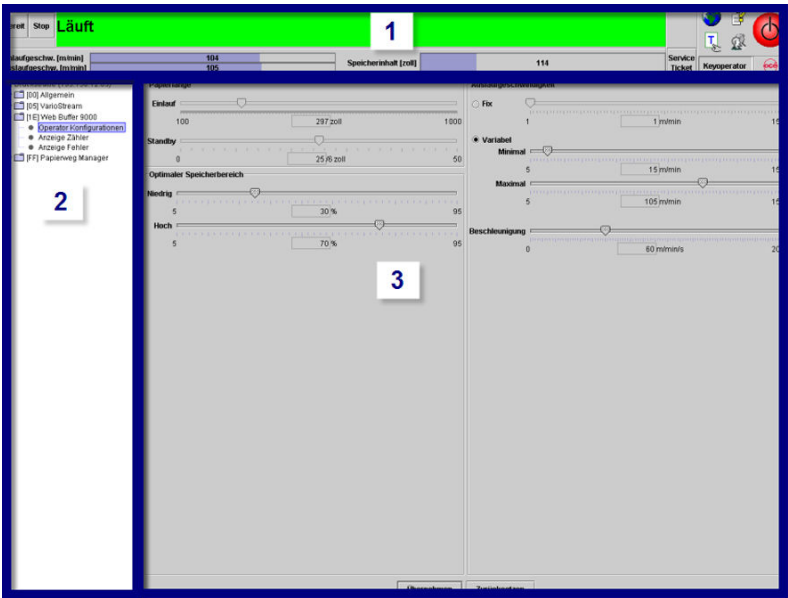 Stop
Läuft
1
104
105
Speicherinhalt [zoll]
114
Service
Ticket
Keyoperator
[00] Allgemein
[05] VarioStream
[1E] Web Buffer 9000
Operator Konfigurationen
Anzeige Zähler
Anzeige Fehler
[FF] Papierweg Manager
2
Einlauf
100
297 zoll
1800
Standby
0
25 /6 zoll
50
Optimaler Speicherbereich
Niedrig
5
30 %
95
Hoch
5
70 %
95
3
Fix
1
1 m/min
Variabel
Minimal
5
15 m/min
Maximal
5
105 m/min
Beschleunigung
0
60 m/min/s